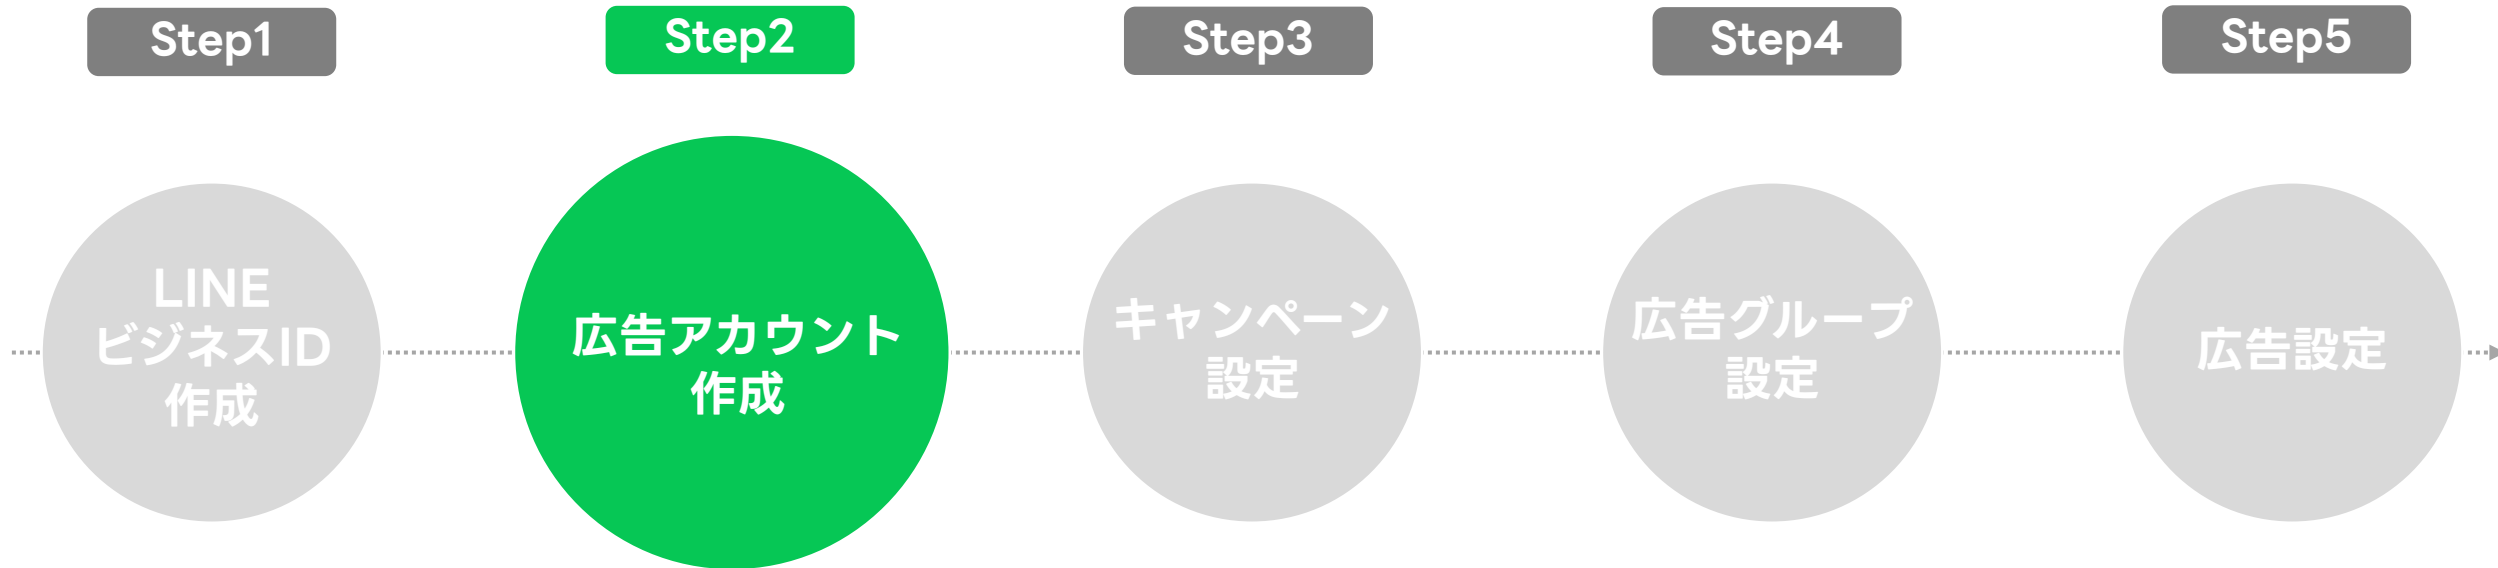 Step1
Step2
Step3
Step4
Step5
LINE
ビジネスID
作成
広告
アカウント
作成
キャンペーン
設定
広告グループ
設定
広告設定